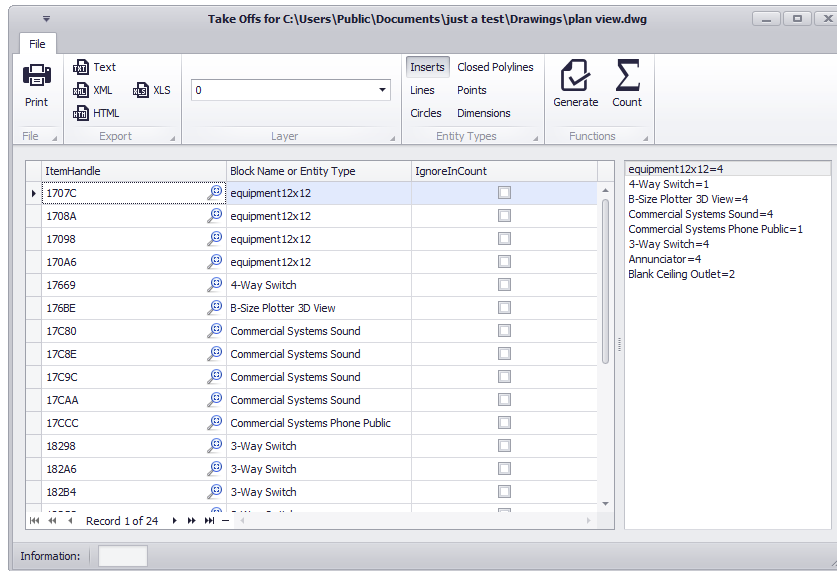 Take Offs for C:\Users\Public\Documents\just a test\Drawings\plan view.dwg
File
Print
Text
XML
XLS
HTML
0
Inserts
Closed Polylines
Lines
Points
Circles
Dimensions
Generate
Count
File
Export
Layer
Entity Types
Functions
ItemHandle Block Name or Entity Type IgnoreInCount
1707C equipment12x12
1708A equipment12x12
17098 equipment12x12
170A6 equipment12x12
17669 4-Way Switch
176BE B-Size Plotter 3D View
17C80 Commercial Systems Sound
17C8E Commercial Systems Sound
17C9C Commercial Systems Sound
17CAA Commercial Systems Sound
17CCC Commercial Systems Phone Public
18298 3-Way Switch
182A6 3-Way Switch
182B4 3-Way Switch
Record 1 of 24
equipment12x12=4
4-Way Switch=1
B-Size Plotter 3D View=4
Commercial Systems Sound=4
Commercial Systems Phone Public=1
3-Way Switch=4
Annunciator=4
Blank Ceiling Outlet=2
Information: